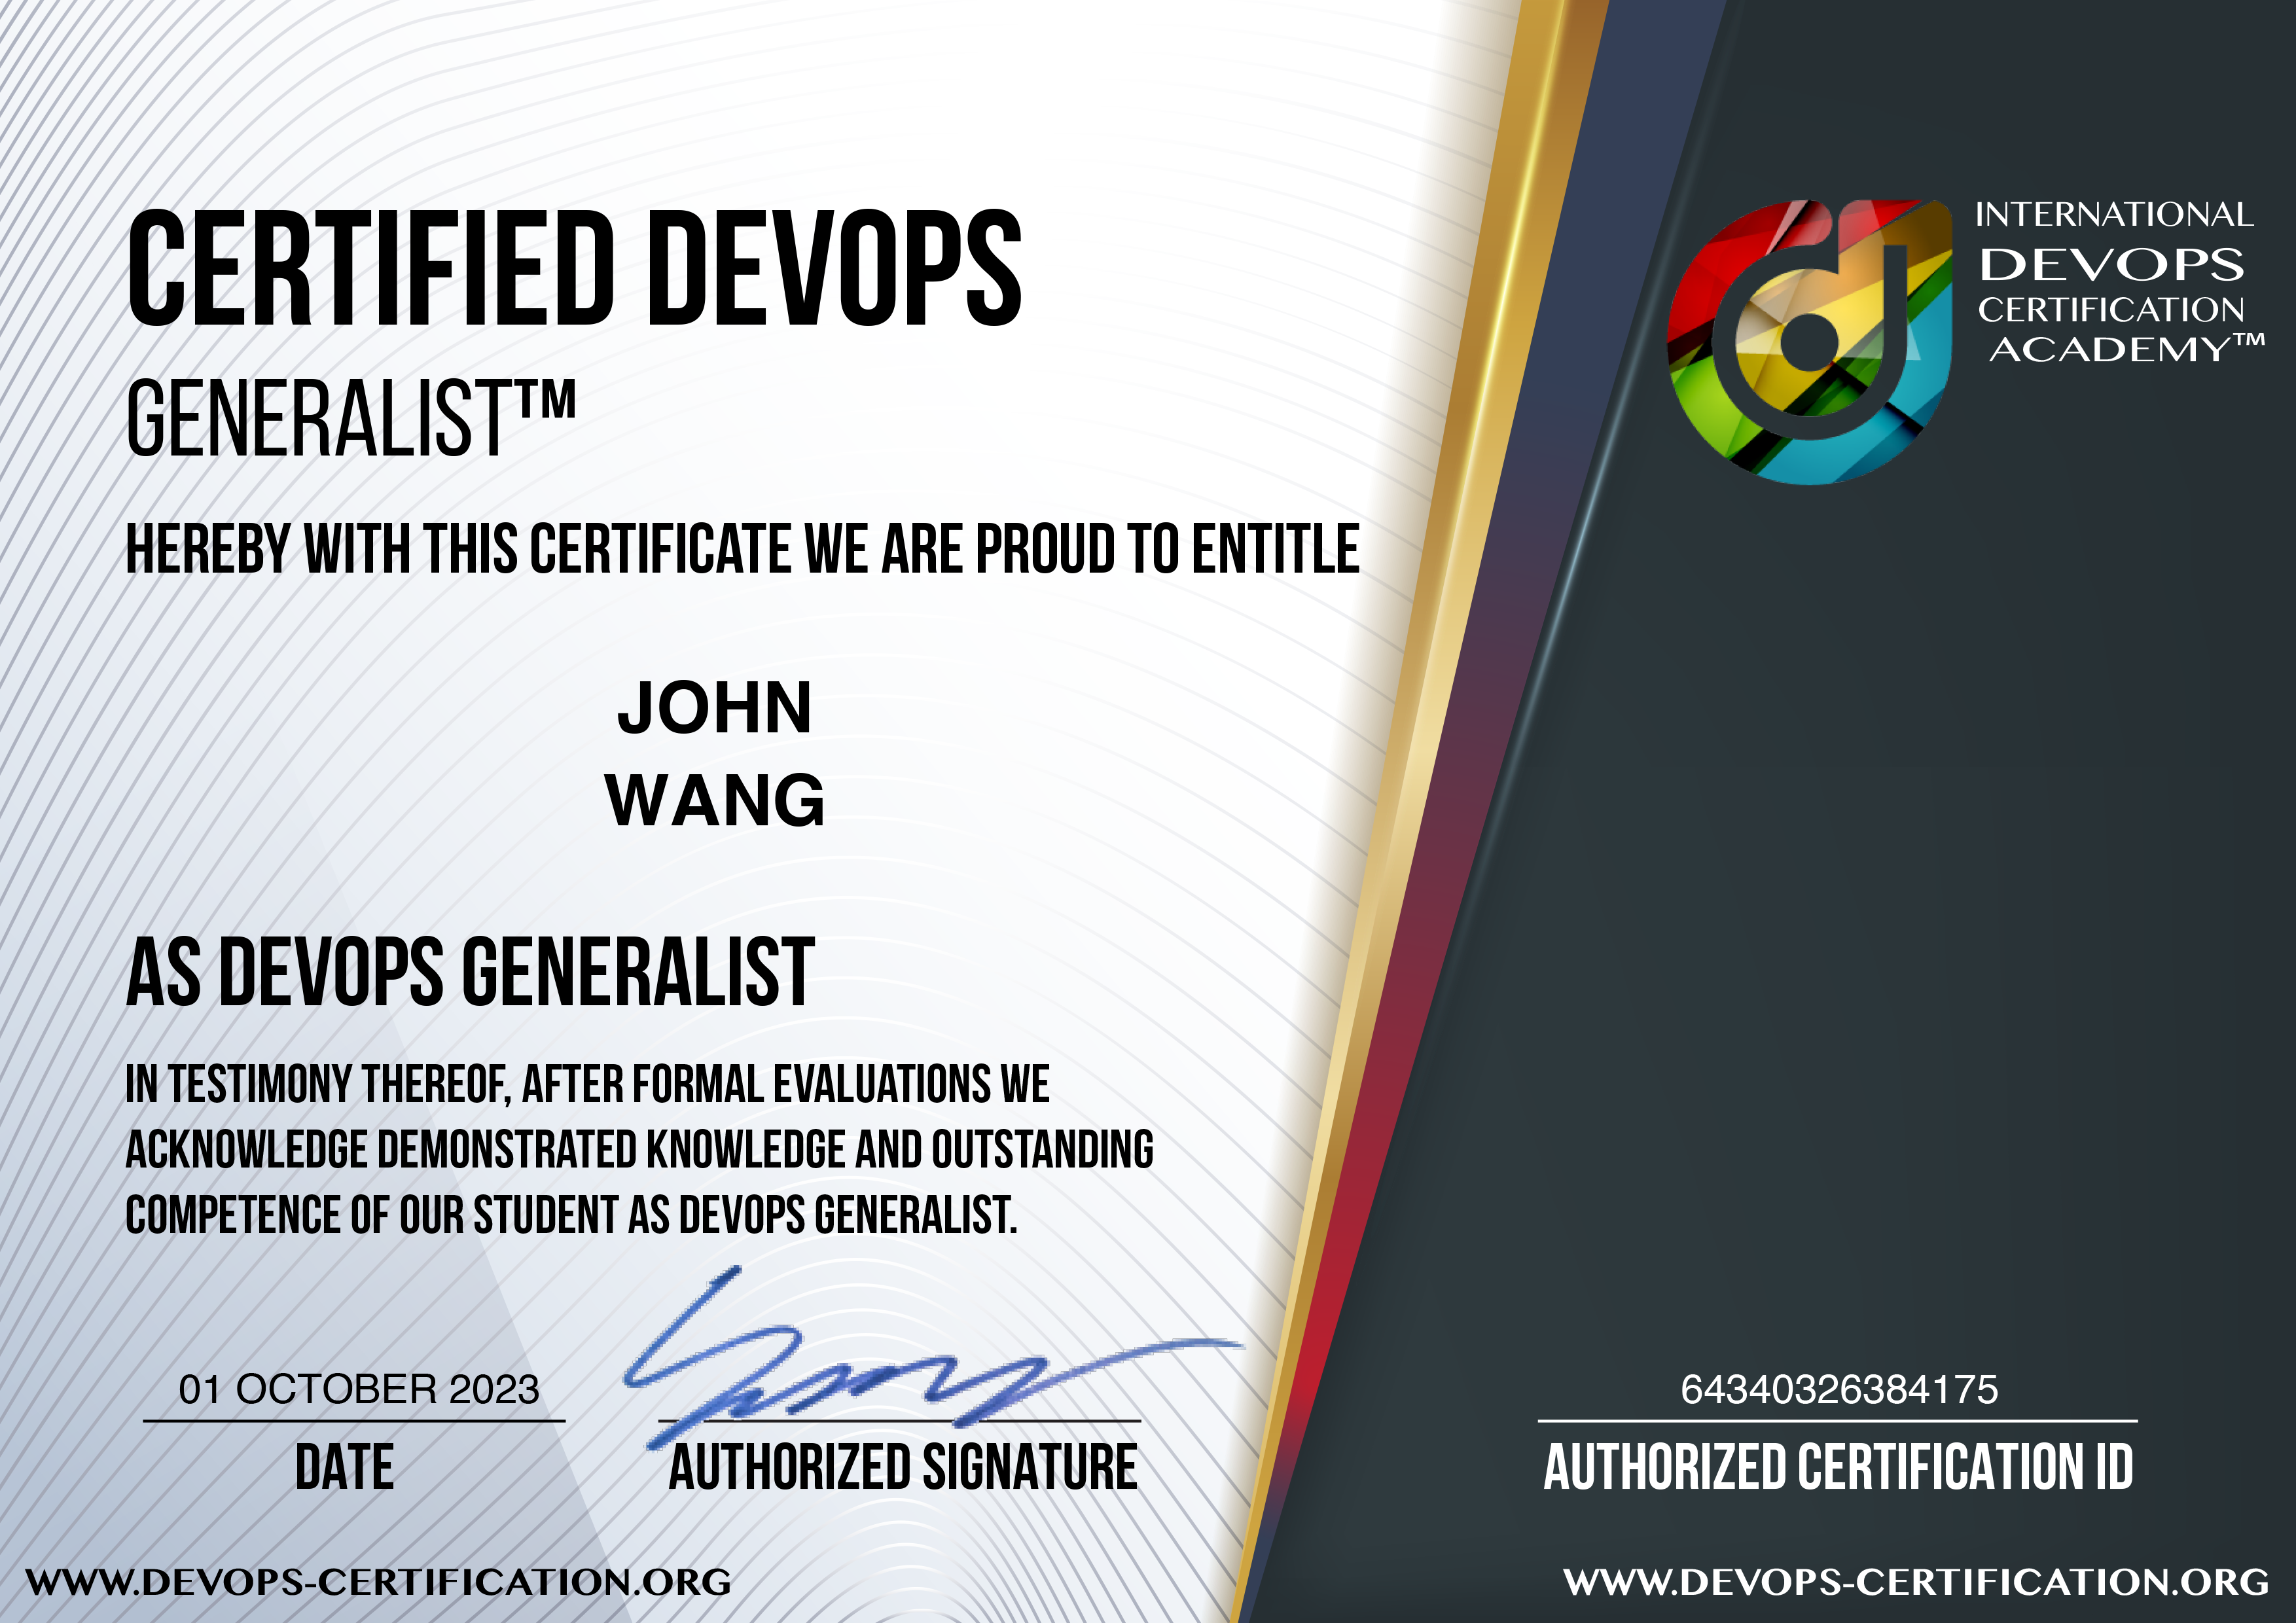 CERTIFIED DEVOPS
GENERALIST™
HEREBY WITH THIS CERTIFICATE WE ARE PROUD TO ENTITLE
JOHN
WANG
AS DEVOPS GENERALIST
IN TESTIMONY THEREOF, AFTER FORMAL EVALUATIONS WE
ACKNOWLEDGE DEMONSTRATED KNOWLEDGE AND OUTSTANDING
COMPETENCE OF OUR STUDENT AS DEVOPS GENERALIST.
01 OCTOBER 2023
DATE
AUTHORIZED SIGNATURE
WWW.DEVOPS-CERTIFICATION.ORG
INTERNATIONAL
DEVOPS
CERTIFICATION
ACADEMY™
64340326384175
AUTHORIZED CERTIFICATION ID
WWW.DEVOPS-CERTIFICATION.ORG